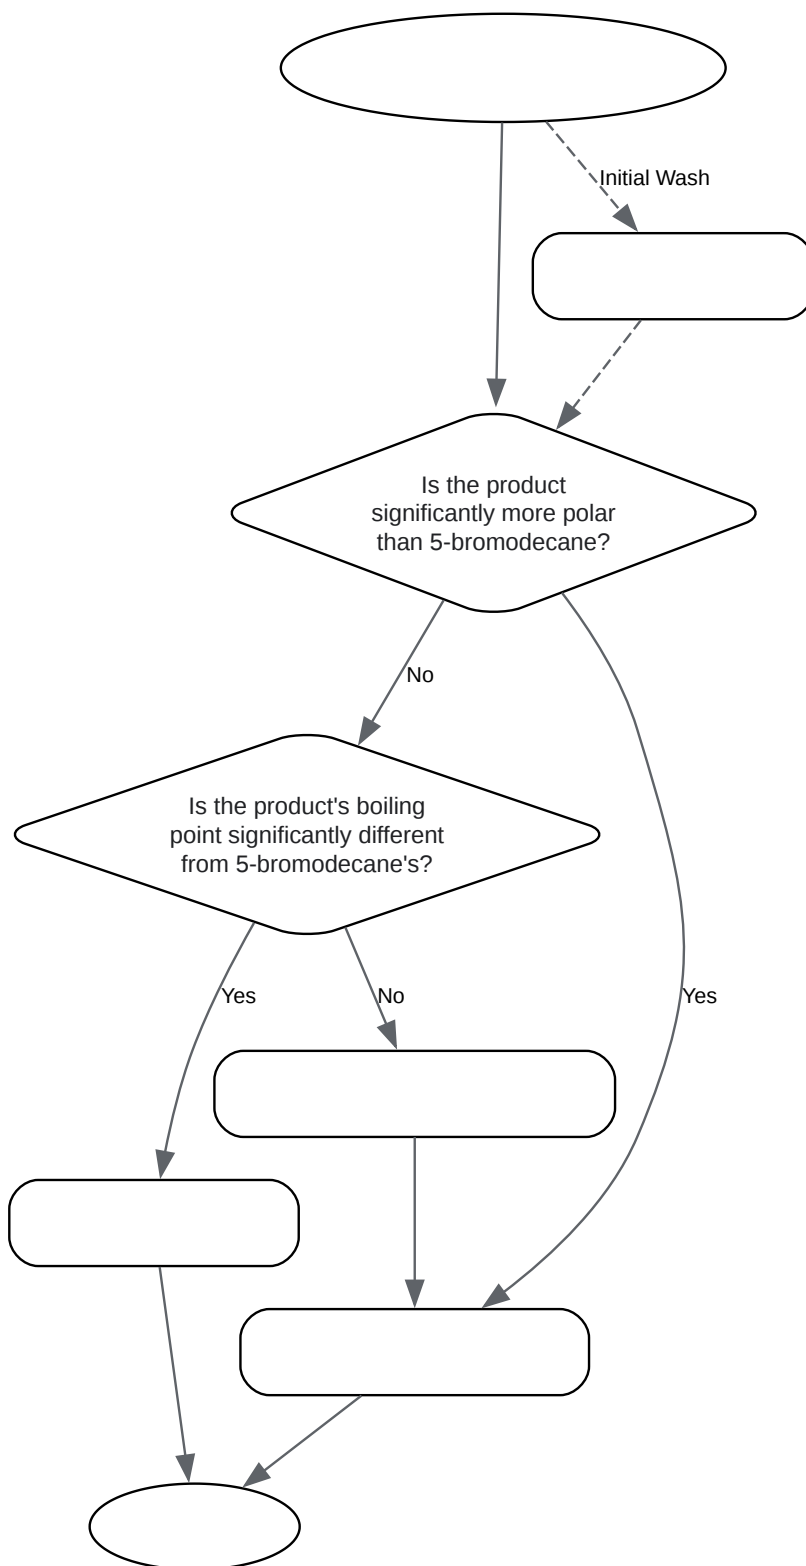 Initial Wash
Is the product
significantly more polar
than 5-bromodecane?
No
Is the product's boiling
point significantly different
from 5-bromodecane's?
Yes
No
Yes